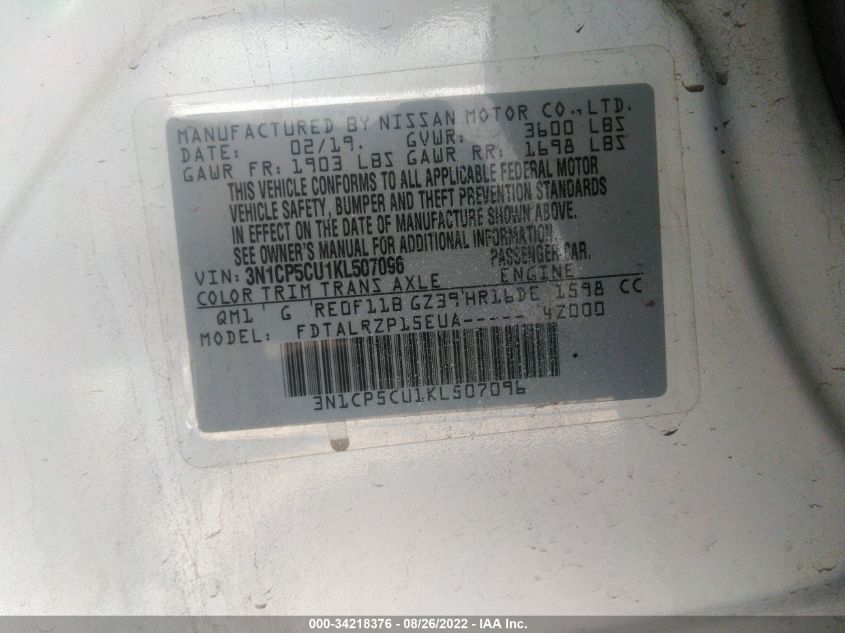 MANUFACTURED BY NISSAN MOTOR CO., LTD.
DATE: 02/19. GVWR: 3600 LBS
GAWR FR: 1903 LBS GAWR RR: 1698 LBS
THIS VEHICLE CONFORMS TO ALL APPLICABLE FEDERAL MOTOR
VEHICLE SAFETY, BUMPER AND THEFT PREVENTION STANDARDS
IN EFFECT ON THE DATE OF MANUFACTURE SHOWN ABOVE.
SEE OWNER'S MANUAL FOR ADDITIONAL INFORMATION.
VIN: 3N1CP5CU1KL507096 PASSENGER CAR.
COLOR TRIM TRANS AXLE ENGINE
QM1 G RE0F11B GZ39 HR16DE 1598 CC
MODEL: FDTALRZP15EUA----- 4Z000
3N1CP5CU1KL507096
000-34218376 - 08/26/2022 - IAA Inc.